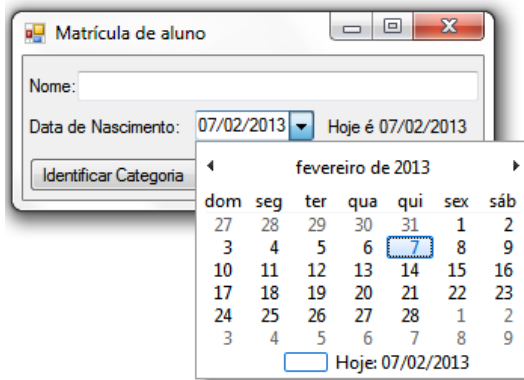 Matrícula de aluno
Nome:
Data de Nascimento: 07/02/2013 Hoje é 07/02/2013
Identificar Categoria
fevereiro de 2013
dom seg ter qua qui sex sáb
27 28 29 30 31 1 2
3 4 5 6 7 8 9
10 11 12 13 14 15 16
17 18 19 20 21 22 23
24 25 26 27 28 1 2
3 4 5 6 7 8 9
Hoje: 07/02/2013